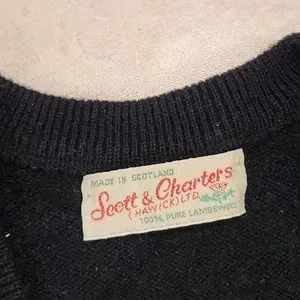 MADE IN SCOTLAND
Scott & Charters
(HAWICK) LTD.
100% PURE LAMBSWOOL